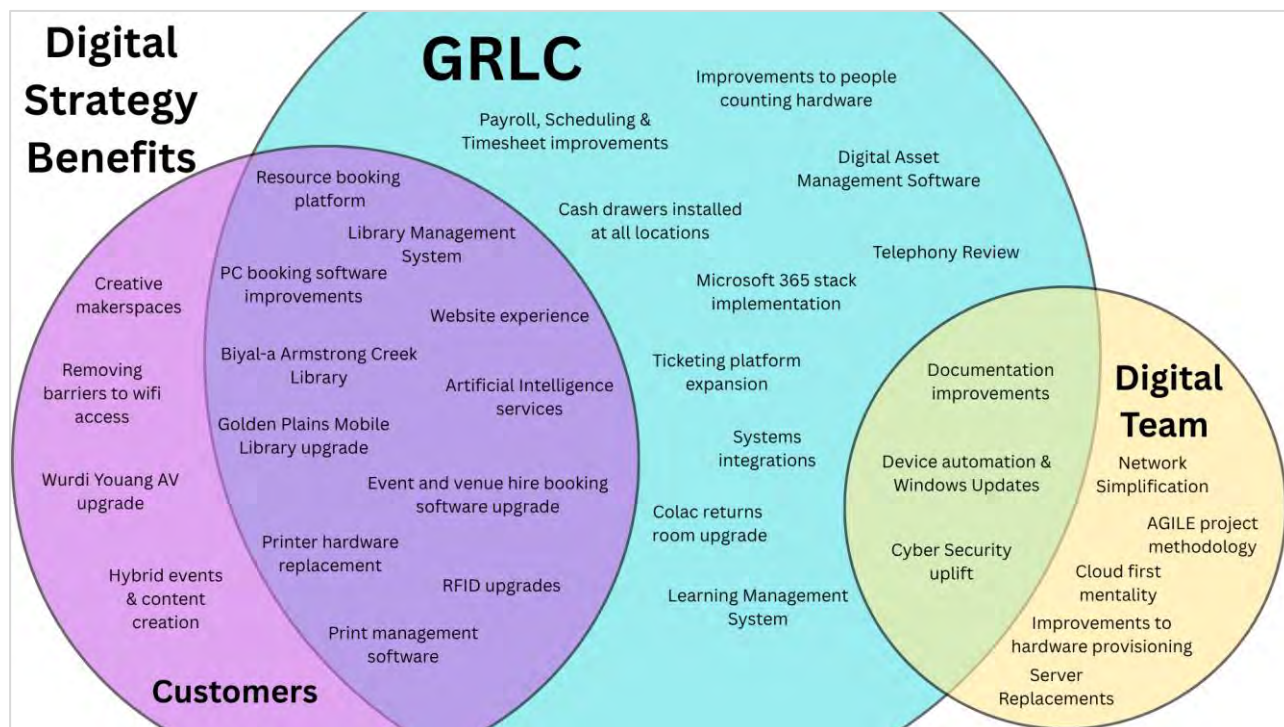 Digital
Strategy
Benefits
GRLC
Improvements to people
counting hardware
Payroll, Scheduling &
Timesheet improvements
Digital Asset
Management Software
Cash drawers installed
at all locations
Telephony Review
Microsoft 365 stack
implementation
Ticketing platform
expansion
Systems
integrations
Colac returns
room upgrade
Learning Management
System
Resource booking
platform
Library Management
System
PC booking software
improvements
Website experience
Biyal-a Armstrong Creek
Library
Artificial Intelligence
services
Golden Plains Mobile
Library upgrade
Event and venue hire booking
software upgrade
Printer hardware
replacement
RFID upgrades
Print management
software
Creative
makerspaces
Removing
barriers to wifi
access
Wurdi Youang AV
upgrade
Hybrid events
& content
creation
Customers
Documentation
improvements
Device automation &
Windows Updates
Cyber Security
uplift
Digital
Team
Network
Simplification
AGILE project
methodology
Cloud first
mentality
Improvements to
hardware provisioning
Server
Replacements